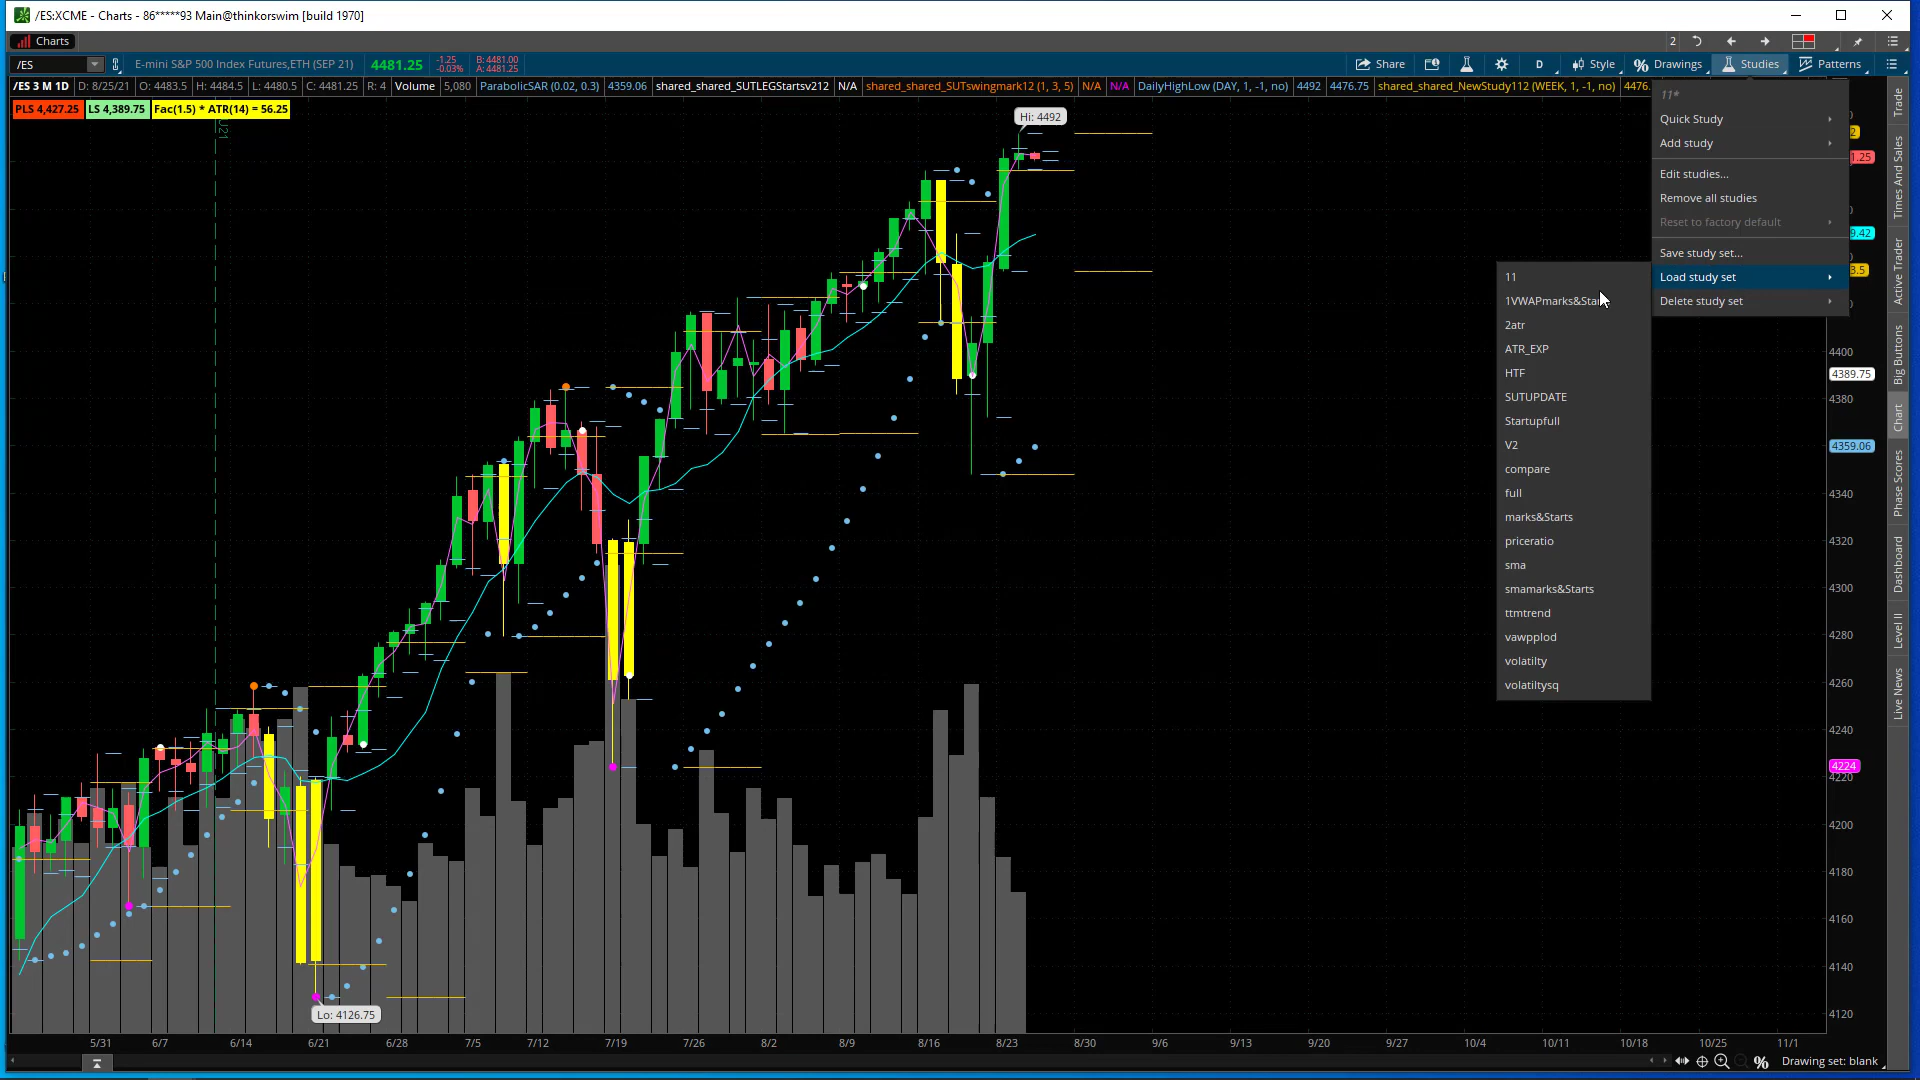 /ES:XCME - Charts - 86*****93 Main@thinkorswim [build 1970]
Charts
2
/ES
E-mini S&P 500 Index Futures,ETH (SEP 21)
4481.25
-1.25
-0.03%
B: 4481.00
A: 4481.25
Share
D
Style
Drawings
Studies
Patterns
/ES 3 M 1D
D: 8/25/21
O: 4483.5
H: 4484.5
L: 4480.5
C: 4481.25
R: 4
Volume
5,080
ParabolicSAR (0.02, 0.3)
4359.06
shared_shared_SUTLEGStartsv212
N/A
shared_shared_SUTswingmark12 (1, 3, 5)
N/A
N/A
DailyHighLow (DAY, 1, -1, no)
4492
4476.75
shared_shared_NewStudy112 (WEEK, 1, -1, no)
4476.
PLS 4,427.25
LS 4,389.75
Fac(1.5) * ATR(14) = 56.25
Hi: 4492
Lo: 4126.75
11*
Quick Study
Add study
Edit studies...
Remove all studies
Reset to factory default
Save study set...
Load study set
Delete study set
11
1VWAPmarks&Star
2atr
ATR_EXP
HTF
SUTUPDATE
Startupfull
V2
compare
full
marks&Starts
priceratio
sma
smamarks&Starts
ttmtrend
vawpplod
volatilty
volatiltysq
2
1.25
9.42
3.5
4400
4389.75
4380
4359.06
4340
4320
4300
4280
4260
4240
4224
4220
4200
4180
4160
4140
4120
Trade
Times And Sales
Active Trader
Big Buttons
Chart
Phase Scores
Dashboard
Level II
Live News
5/31
6/7
6/14
6/21
6/28
7/5
7/12
7/19
7/26
8/2
8/9
8/16
8/23
8/30
9/6
9/13
9/20
9/27
10/4
10/11
10/18
10/25
11/1
Drawing set: blank